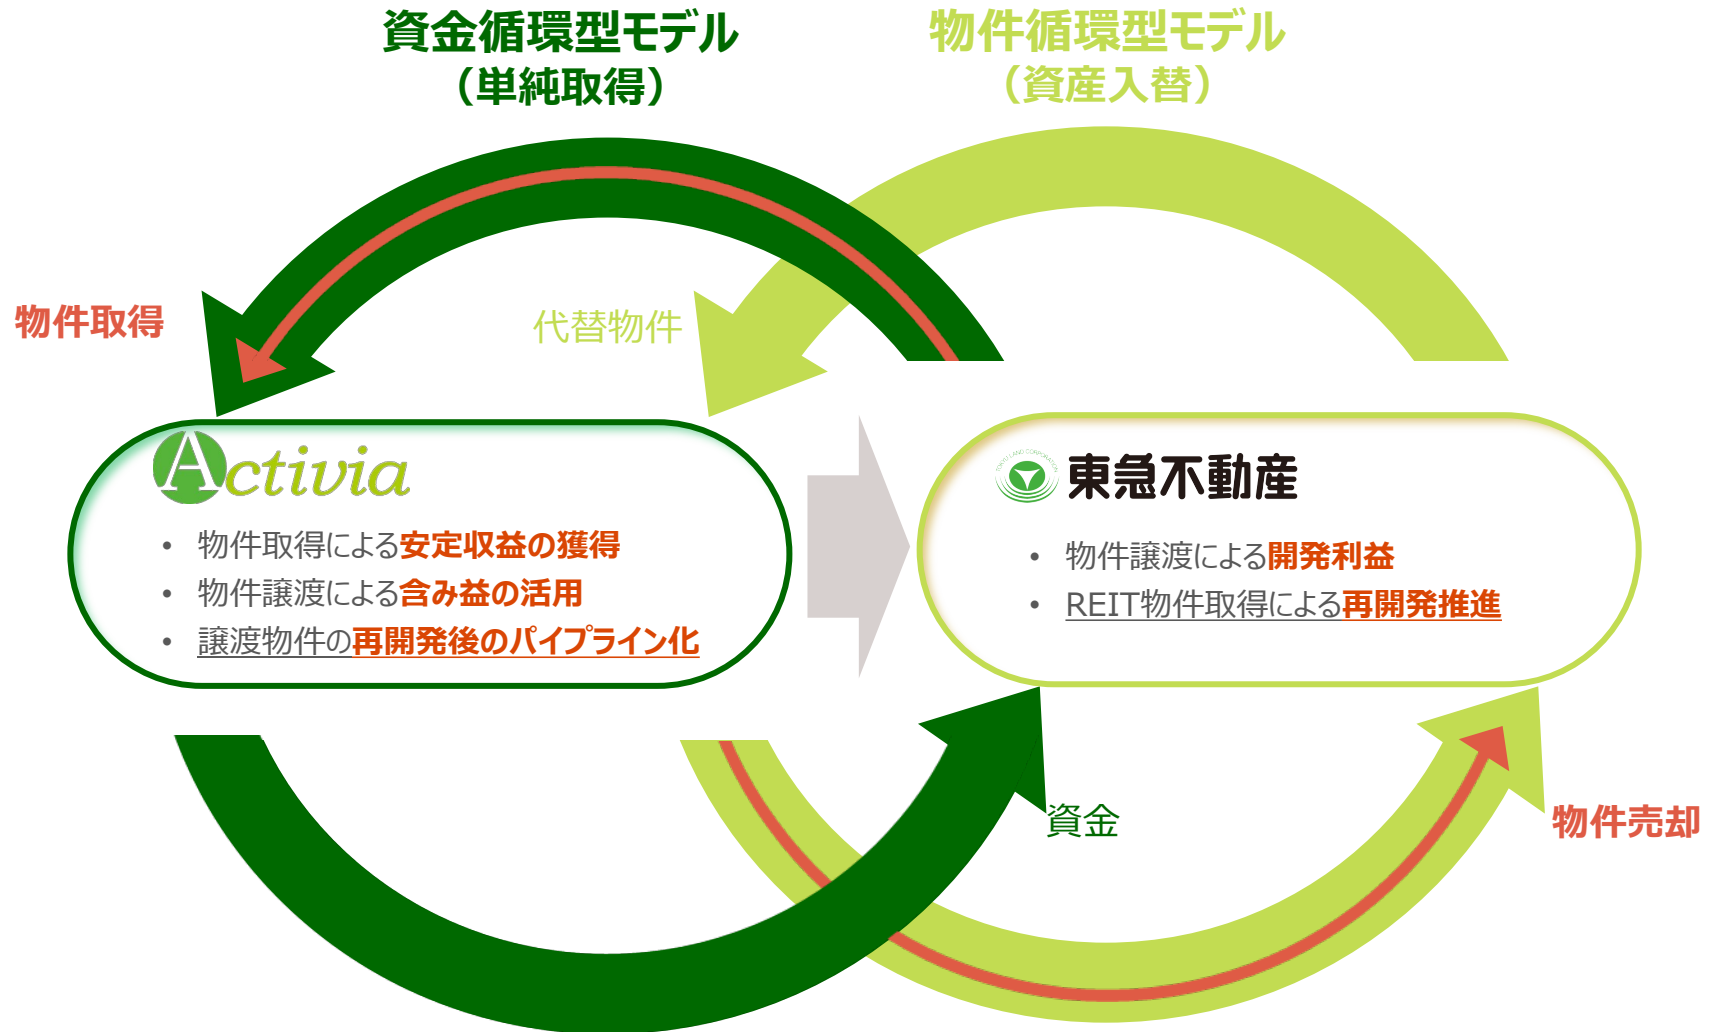 資金循環型モデル
（単純取得）
物件循環型モデル
（資産入替）
物件取得
代替物件
Activia
• 物件取得による安定収益の獲得
• 物件譲渡による含み益の活用
• 譲渡物件の再開発後のパイプライン化
TOKYU LAND CORPORATION
東急不動産
• 物件譲渡による開発利益
• REIT物件取得による再開発推進
資金
物件売却